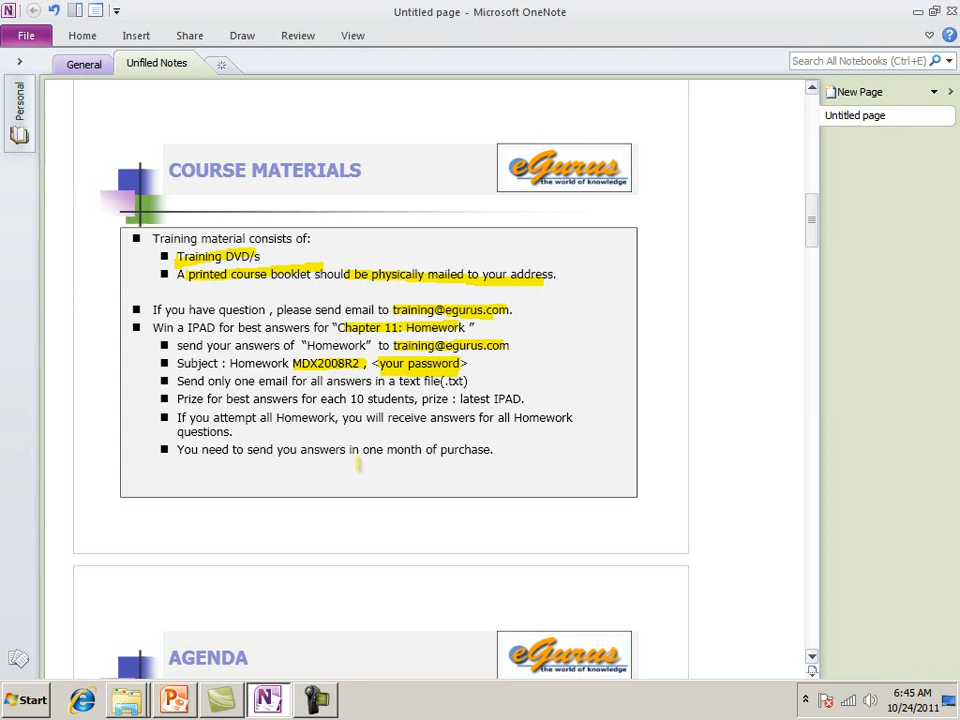 Untitled page - Microsoft OneNote
File Home Insert Share Draw Review View
General Unfiled Notes Search All Notebooks (Ctrl+E)
Personal
New Page
Untitled page
COURSE MATERIALS
eGurus
the world of knowledge
Training material consists of:
Training DVD/s
A printed course booklet should be physically mailed to your address.
If you have question , please send email to training@egurus.com.
Win a IPAD for best answers for “Chapter 11: Homework ”
send your answers of “Homework” to training@egurus.com
Subject : Homework MDX2008R2 , <your password>
Send only one email for all answers in a text file(.txt)
Prize for best answers for each 10 students, prize : latest IPAD.
If you attempt all Homework, you will receive answers for all Homework
questions.
You need to send you answers in one month of purchase.
AGENDA
eGurus
the world of knowledge
Start
6:45 AM
10/24/2011